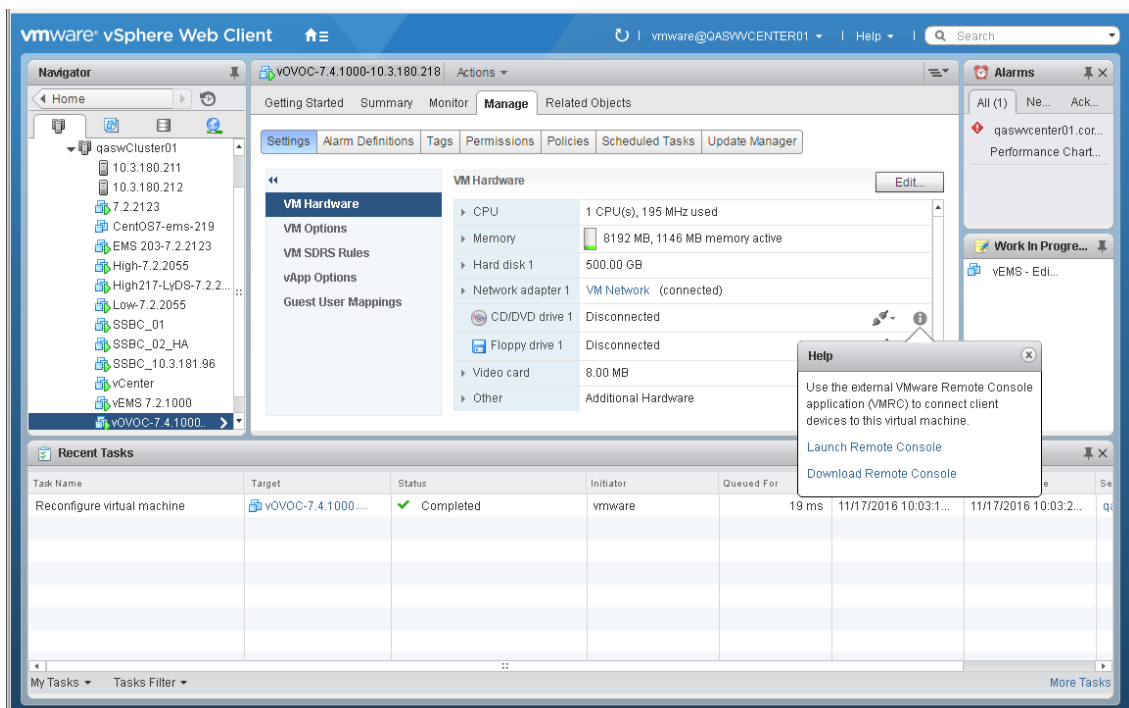 vmware® vSphere Web Client
vmware@QASWVCENTER01
Help
Search
Navigator
Home
qaswCluster01
10.3.180.211
10.3.180.212
7.2.2123
CentOS7-ems-219
EMS 203-7.2.2123
High-7.2.2055
High217-LyDS-7.2.2...
Low-7.2.2055
SSBC_01
SSBC_02_HA
SSBC_10.3.181.96
vCenter
vEMS 7.2.1000
vOVOC-7.4.1000..
vOVOC-7.4.1000-10.3.180.218 Actions
Getting Started Summary Monitor Manage Related Objects
Settings Alarm Definitions Tags Permissions Policies Scheduled Tasks Update Manager
VM Hardware
VM Options
VM SDRS Rules
vApp Options
Guest User Mappings
VM Hardware
Edit...
CPU 1 CPU(s), 195 MHz used
Memory 8192 MB, 1146 MB memory active
Hard disk 1 500.00 GB
Network adapter 1 VM Network (connected)
CD/DVD drive 1 Disconnected
Floppy drive 1 Disconnected
Video card 8.00 MB
Other Additional Hardware
Alarms
All (1) Ne... Ack...
qaswvcenter01.cor...
Performance Chart...
Work In Progre...
vEMS - Edi...
Help
Use the external VMware Remote Console
application (VMRC) to connect client
devices to this virtual machine.
Launch Remote Console
Download Remote Console
Recent Tasks
Task Name Target Status Initiator Queued For
Reconfigure virtual machine vOVOC-7.4.1000.... Completed vmware 19 ms 11/17/2016 10:03:1... 11/17/2016 10:03:2...
My Tasks Tasks Filter More Tasks